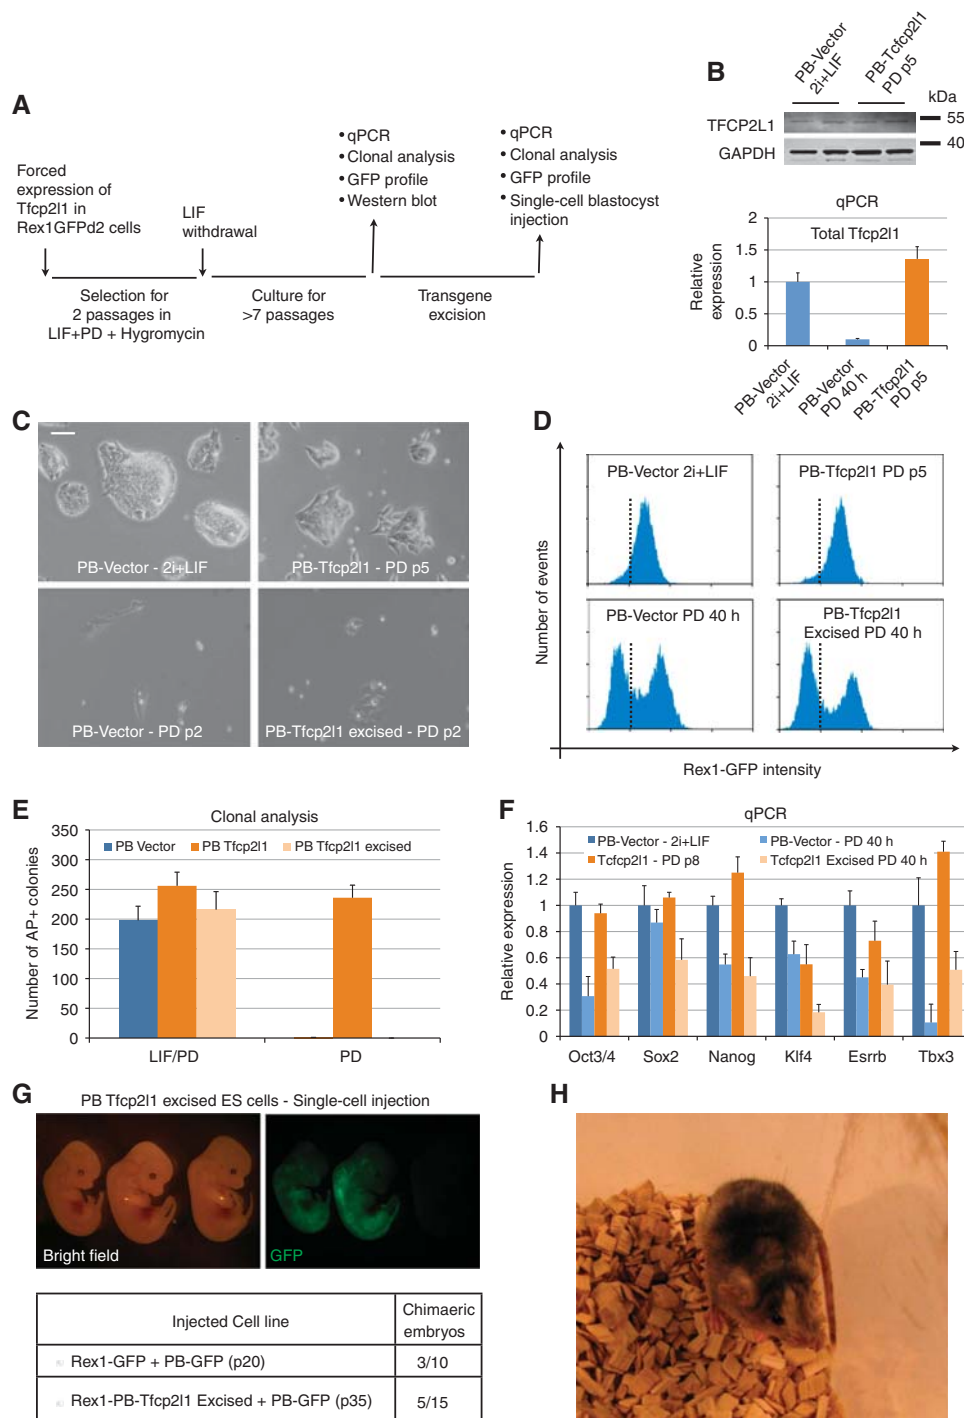 A
Forced
expression of
Tfcp2l1 in
Rex1GFPd2 cells
LIF
withdrawal
•qPCR
•Clonal analysis
•GFP profile
•Western blot
•qPCR
•Clonal analysis
•GFP profile
•Single-cell blastocyst
injection
Selection for
2 passages in
LIF+PD + Hygromycin
Culture for
>7 passages
Transgene
excision
B
PB-Vector
2i+LIF
PB-Tcfcp2l1
PD p5
kDa
TFCP2L1
55
GAPDH
40
qPCR
Total Tfcp2l1
Relative
expression
2
1.5
1
0.5
0
PB-Vector
2i+LIF
PB-Vector
PD 40 h
PB-Tfcp2l1
PD p5
C
PB-Vector - 2i+LIF
PB-Tfcp2l1 - PD p5
PB-Vector - PD p2
PB-Tfcp2l1 excised - PD p2
D
Number of events
PB-Vector 2i+LIF
PB-Tfcp2l1 PD p5
PB-Vector PD 40 h
PB-Tfcp2l1
Excised PD 40 h
Rex1-GFP intensity
E
Clonal analysis
Number of AP+ colonies
350
300
250
200
150
100
50
0
PB Vector
PB Tfcp2l1
PB Tfcp2l1 excised
LIF/PD
PD
F
qPCR
Relative expression
1.6
1.4
1.2
1
0.8
0.6
0.4
0.2
0
PB-Vector - 2i+LIF
PB-Vector - PD 40 h
Tcfcp2l1 - PD p8
Tcfcp2l1 Excised PD 40 h
Oct3/4
Sox2
Nanog
Klf4
Esrrb
Tbx3
G
PB Tfcp2l1 excised ES cells - Single-cell injection
Bright field
GFP
Injected Cell line
Chimaeric
embryos
Rex1-GFP + PB-GFP (p20)
3/10
Rex1-PB-Tfcp2l1 Excised + PB-GFP (p35)
5/15
H